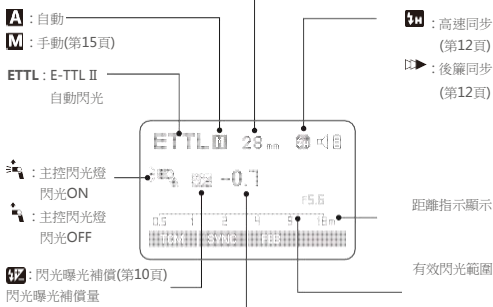 A : 自動
M : 手動(第15頁)
ETTL : E-TTL II
自動閃光
: 高速同步
(第12頁)
: 後簾同步
(第12頁)
ETTL M 28 mm
-0.7
F5.6
0.5 1 2 4 9 18m
SYNC
: 主控閃光燈
閃光ON
: 主控閃光燈
閃光OFF
: 閃光曝光補償(第10頁)
閃光曝光補償量
距離指示顯示
有效閃光範圍